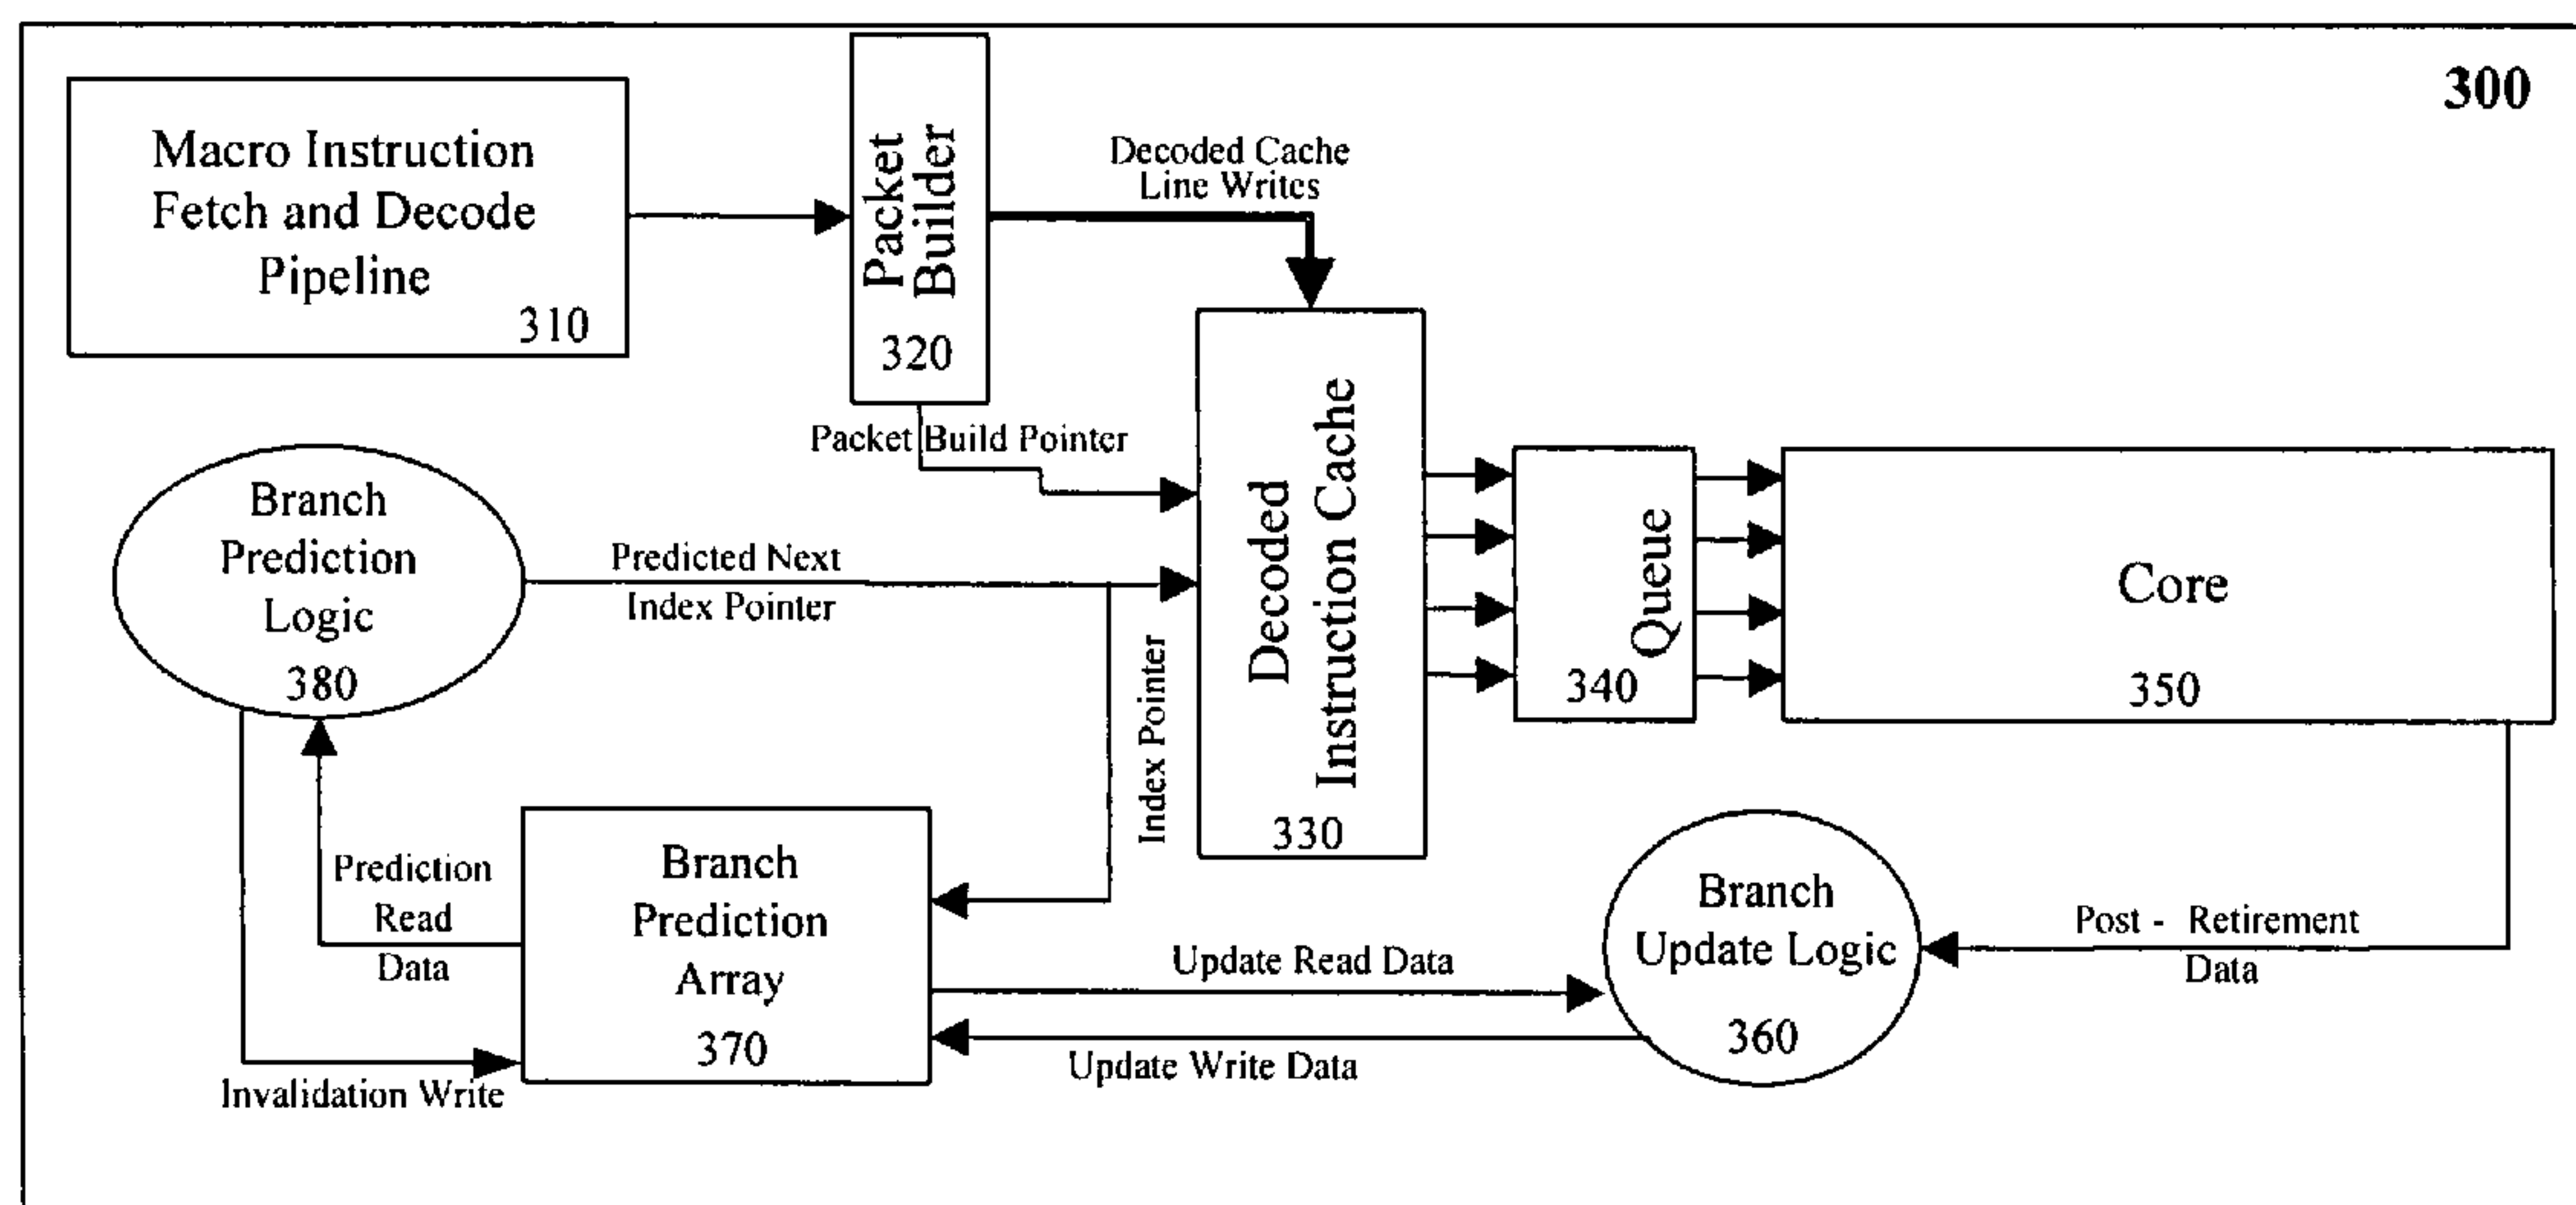 300
Macro Instruction
Fetch and Decode
Pipeline
310
Packet
Builder
320
Decoded Cache
Line Writes
Packet Build Pointer
Branch
Prediction
Logic
380
Predicted Next
Index Pointer
Index Pointer
Decoded
Instruction Cache
330
Queue
340
Core
350
Prediction
Read
Data
Branch
Prediction
Array
370
Invalidation Write
Update Read Data
Update Write Data
Branch
Update Logic
360
Post - Retirement
Data